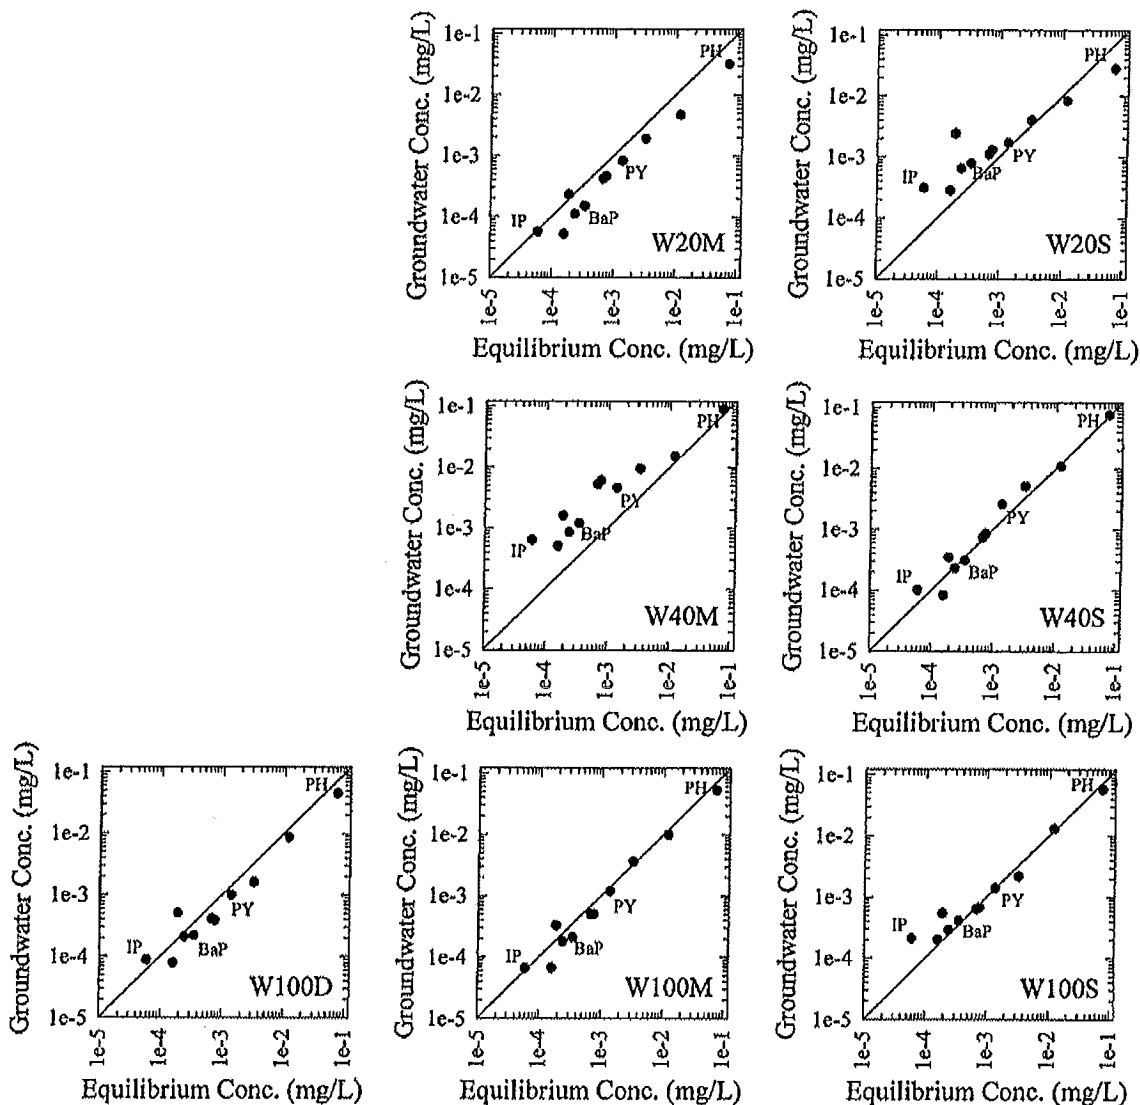 Groundwater Conc. (mg/L)
1e-1
1e-2
1e-3
1e-4
1e-5
PH
PY
IP
BaP
W20M
1e-5
1e-4
1e-3
1e-2
1e-1
Equilibrium Conc. (mg/L)
Groundwater Conc. (mg/L)
1e-1
1e-2
1e-3
1e-4
1e-5
PH
PY
IP
BaP
W20S
1e-5
1e-4
1e-3
1e-2
1e-1
Equilibrium Conc. (mg/L)
Groundwater Conc. (mg/L)
1e-1
1e-2
1e-3
1e-4
1e-5
PH
PY
IP
BaP
W40M
1e-5
1e-4
1e-3
1e-2
1e-1
Equilibrium Conc. (mg/L)
Groundwater Conc. (mg/L)
1e-1
1e-2
1e-3
1e-4
1e-5
PH
PY
IP
BaP
W40S
1e-5
1e-4
1e-3
1e-2
1e-1
Equilibrium Conc. (mg/L)
Groundwater Conc. (mg/L)
1e-1
1e-2
1e-3
1e-4
1e-5
PH
PY
IP
BaP
W100D
1e-5
1e-4
1e-3
1e-2
1e-1
Equilibrium Conc. (mg/L)
Groundwater Conc. (mg/L)
1e-1
1e-2
1e-3
1e-4
1e-5
PH
PY
IP
BaP
W100M
1e-5
1e-4
1e-3
1e-2
1e-1
Equilibrium Conc. (mg/L)
Groundwater Conc. (mg/L)
1e-1
1e-2
1e-3
1e-4
1e-5
PH
PY
IP
BaP
W100S
1e-5
1e-4
1e-3
1e-2
1e-1
Equilibrium Conc. (mg/L)